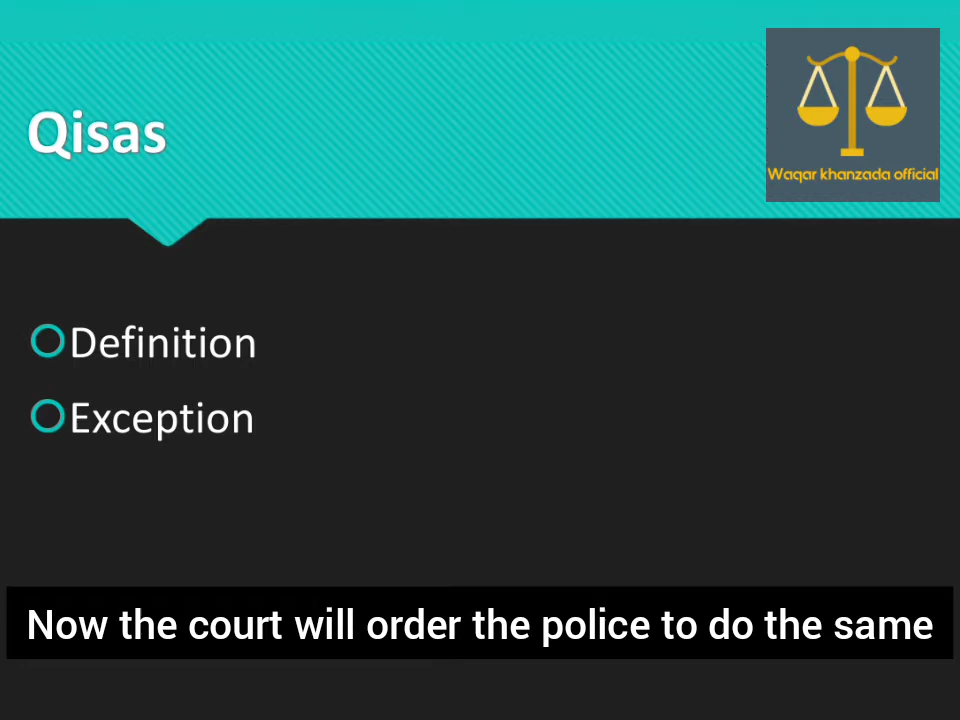 Qisas
Waqar khanzada official
Definition
Exception
Now the court will order the police to do the same